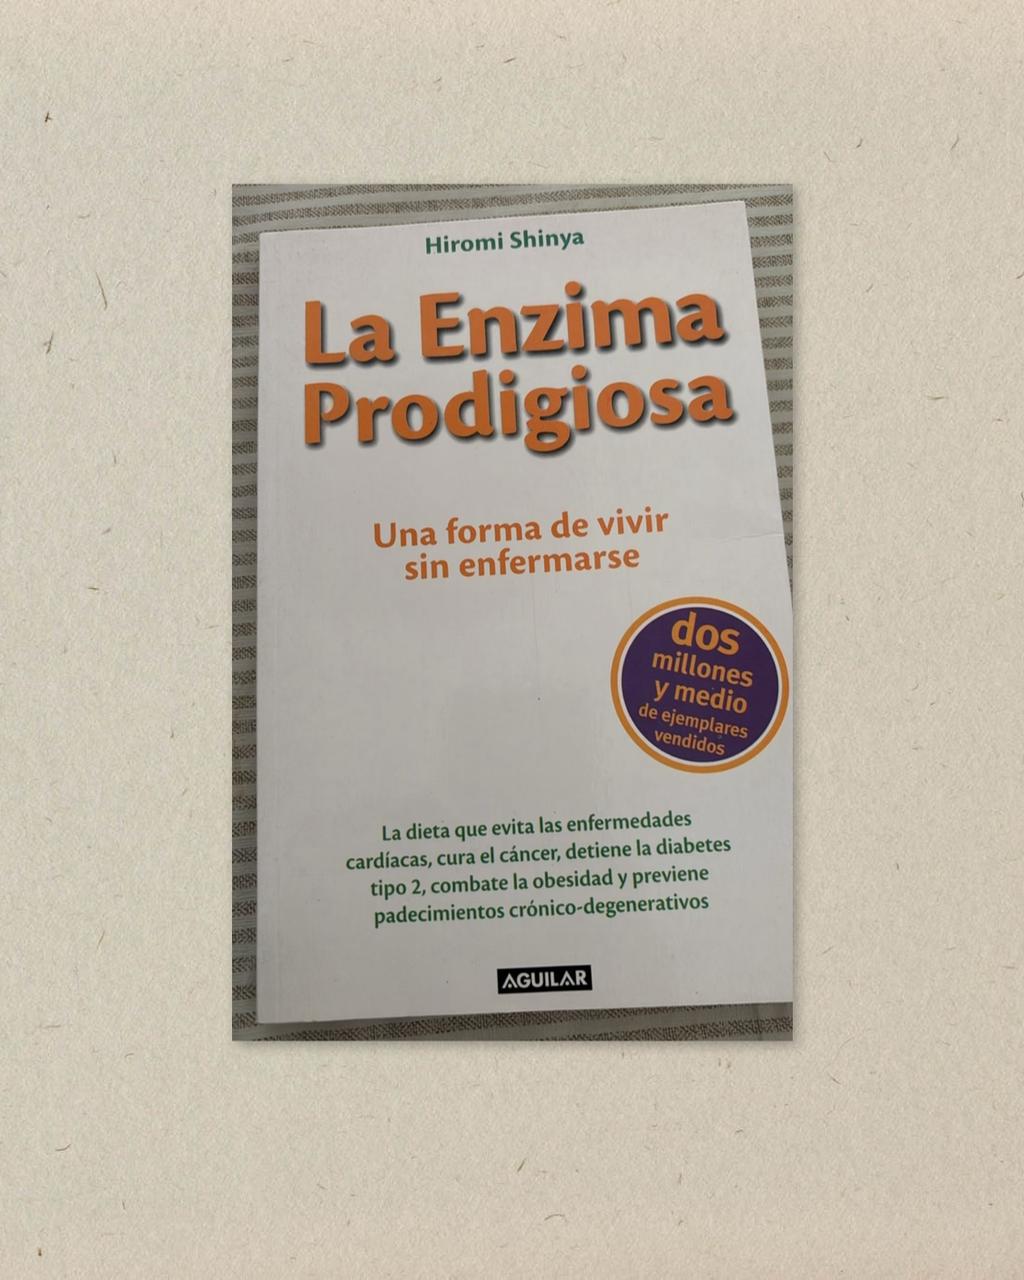 Hiromi Shinya
La Enzima
Prodigiosa
Una forma de vivir
sin enfermarse
dos
millones
y medio
de ejemplares
vendidos
La dieta que evita las enfermedades
cardíacas, cura el cáncer, detiene la diabetes
tipo 2, combate la obesidad y previene
padecimientos crónico-degenerativos
AGUILAR